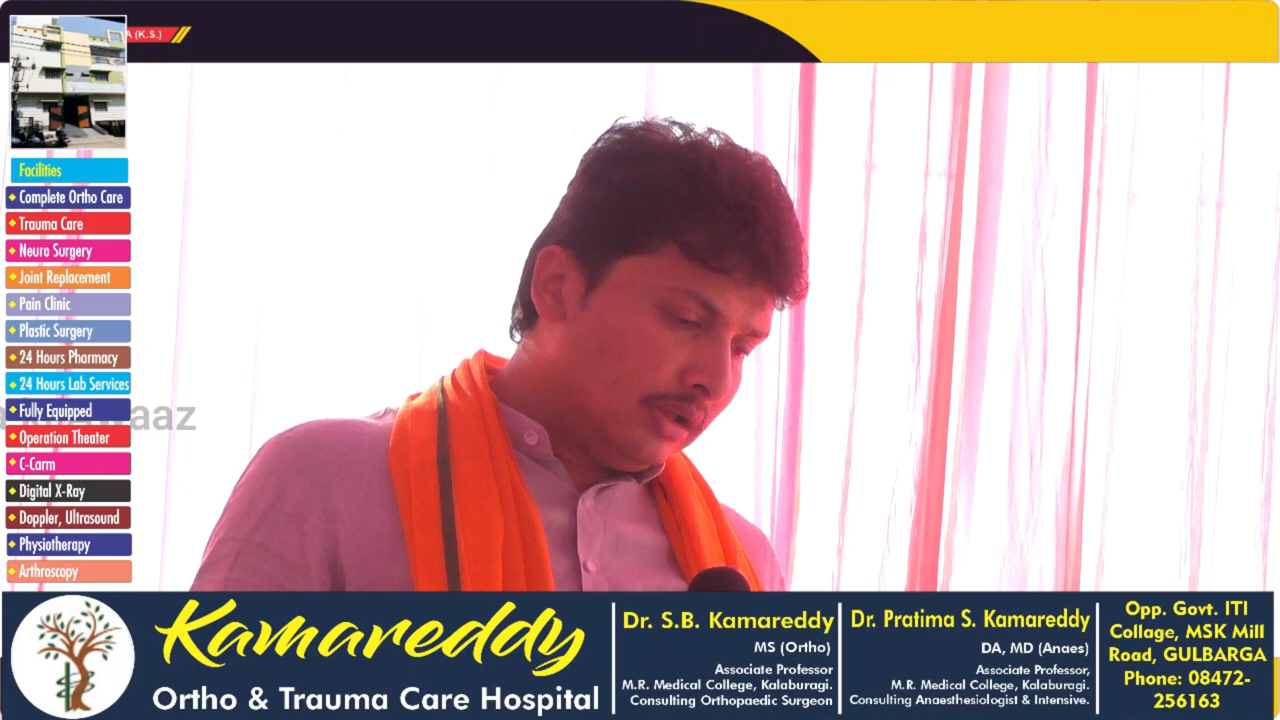 A (K.S.)
Facilities
Complete Ortho Care
Trauma Care
Neuro Surgery
Joint Replacement
Pain Clinic
Plastic Surgery
24 Hours Pharmacy
24 Hours Lab Services
Fully Equipped
Operation Theater
C-Carm
Digital X-Ray
Doppler, Ultrasound
Physiotherapy
Arthroscopy
Kamareddy
Ortho & Trauma Care Hospital
Dr. S.B. Kamareddy
MS (Ortho)
Associate Professor
M.R. Medical College, Kalaburagi.
Consulting Orthopaedic Surgeon
Dr. Pratima S. Kamareddy
DA, MD (Anaes)
Associate Professor,
M.R. Medical College, Kalaburagi.
Consulting Anaesthesiologist & Intensive.
Opp. Govt. ITI
Collage, MSK Mill
Road, GULBARGA
Phone: 08472-
256163